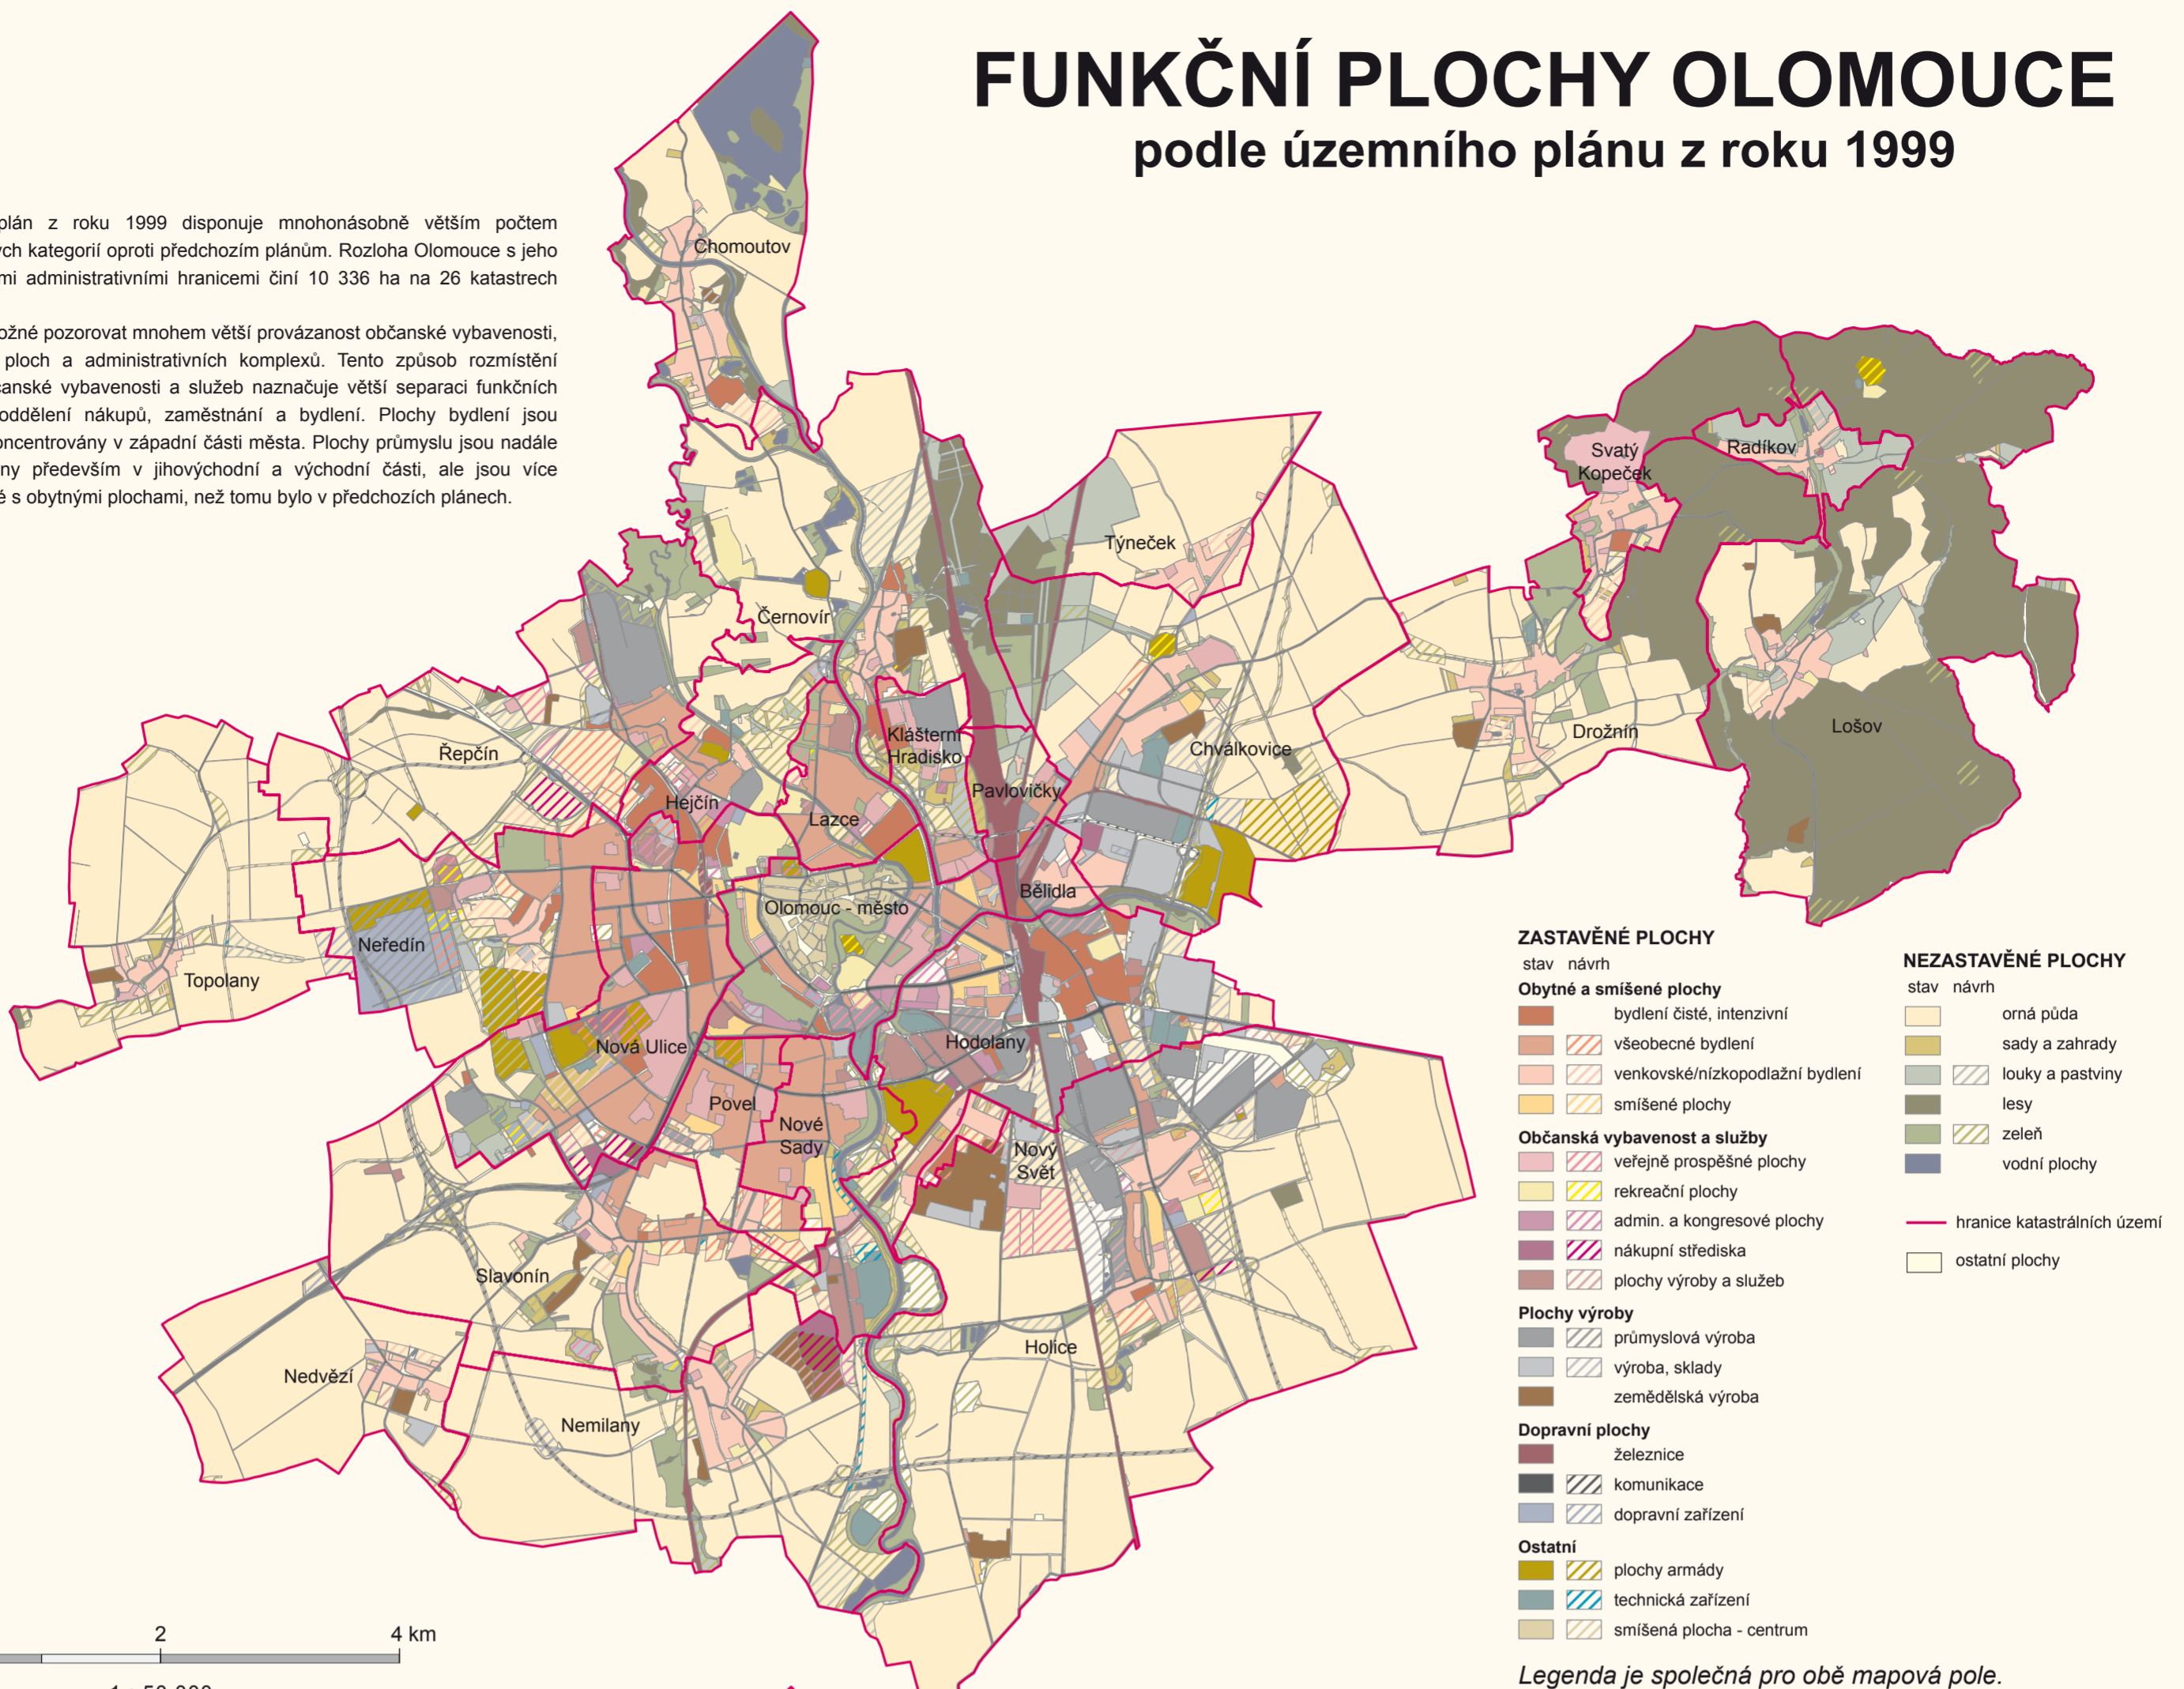 FUNKČNÍ PLOCHY OLOMOUCE
podle územního plánu z roku 1999
plán z roku 1999 disponuje mnohonásobně větším počtem
kategorií oproti předchozím plánům. Rozloha Olomouce s jeho
administrativními hranicemi činí 10 336 ha na 26 katastrech
pozorovat mnohem větší provázanost občanské vybavenosti,
ploch a administrativních komplexů. Tento způsob rozmístění
vybavenosti a služeb naznačuje větší separaci funkčních
oddělení nákupů, zaměstnání a bydlení. Plochy bydlení jsou
v západní části města. Plochy průmyslu jsou nadále
především v jihovýchodní a východní části, ale jsou více
s obytnými plochami, než tomu bylo v předchozích plánech.
Chomoutov
Svatý
Kopeček
Radíkov
Týneček
Černovír
Lošov
Drožnín
Klášterní
Hradisko
Chválkovice
Řepčín
Pavlovičky
Hejčín
Lazce
Bělidla
Olomouc - město
Neředín
Topolany
Hodolany
Nová Ulice
Povel
Nové
Sady
Nový
Svět
Slavonín
Holice
Nedvězí
Nemilany
ZASTAVĚNÉ PLOCHY
stav návrh
Obytné a smíšené plochy
bydlení čisté, intenzivní
všeobecné bydlení
venkovské/nízkopodlažní bydlení
smíšené plochy
Občanská vybavenost a služby
veřejně prospěšné plochy
rekreační plochy
admin. a kongresové plochy
nákupní střediska
plochy výroby a služeb
Plochy výroby
průmyslová výroba
výroba, sklady
zemědělská výroba
Dopravní plochy
železnice
komunikace
dopravní zařízení
Ostatní
plochy armády
technická zařízení
smíšená plocha - centrum
NEZASTAVĚNÉ PLOCHY
stav návrh
orná půda
sady a zahrady
louky a pastviny
lesy
zeleň
vodní plochy
hranice katastrálních území
ostatní plochy
Legenda je společná pro obě mapová pole.
2 4 km
1 : 50 000